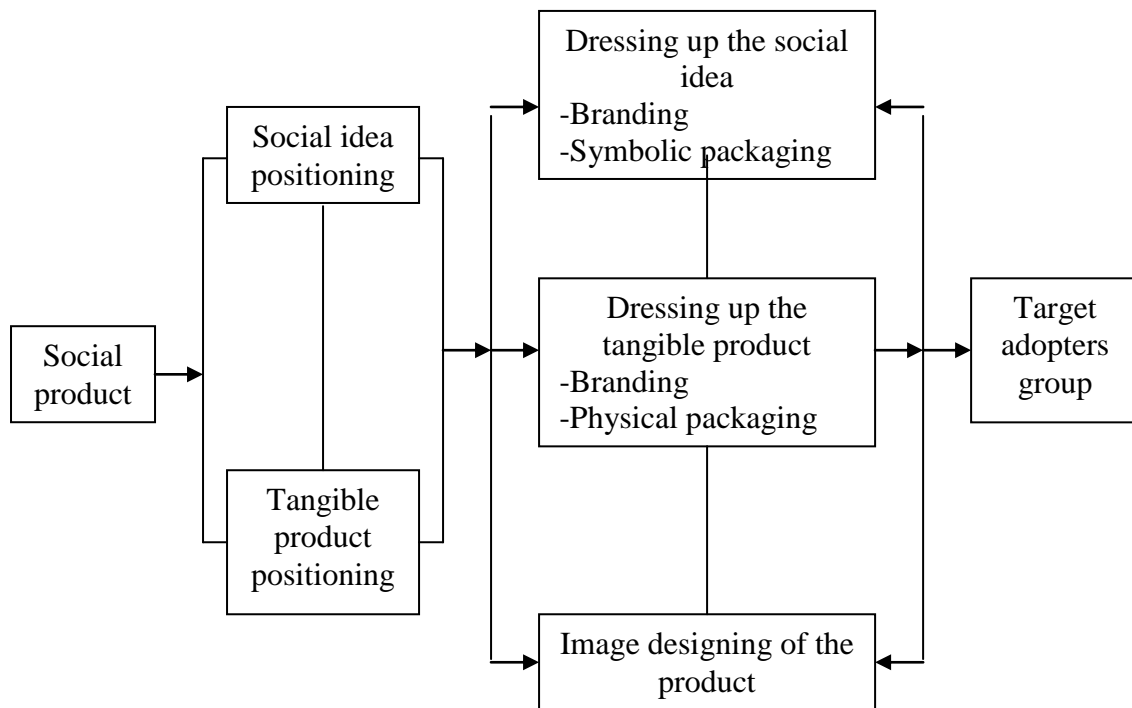 Social
product
Social idea
positioning
Tangible
product
positioning
Dressing up the social
idea
-Branding
-Symbolic packaging
Dressing up the
tangible product
-Branding
-Physical packaging
Image designing of the
product
Target
adopters
group